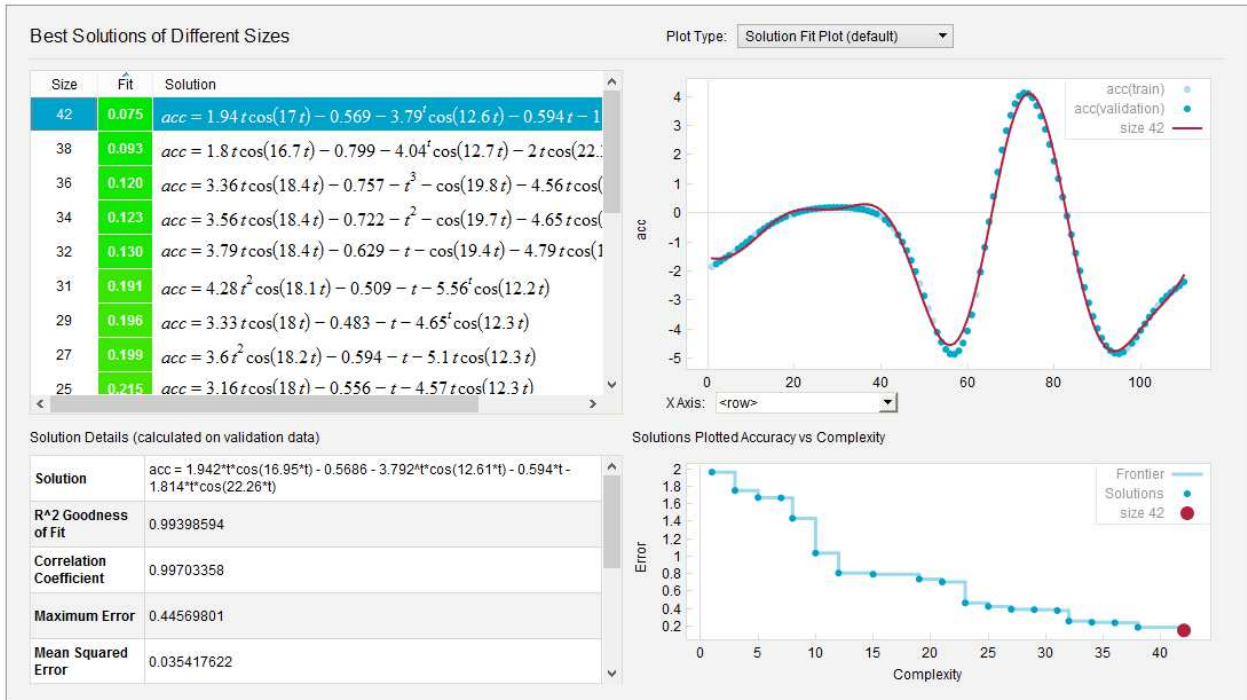 Best Solutions of Different Sizes
Plot Type: Solution Fit Plot (default)
Size Fit Solution
42 0.075 acc = 1.94 t cos(17 t) − 0.569 − 3.79^t cos(12.6 t) − 0.594 t − 1
38 0.093 acc = 1.8 t cos(16.7 t) − 0.799 − 4.04^t cos(12.7 t) − 2 t cos(22.
36 0.120 acc = 3.36 t cos(18.4 t) − 0.757 − t^3 − cos(19.8 t) − 4.56 t cos(
34 0.123 acc = 3.56 t cos(18.4 t) − 0.722 − t^2 − cos(19.7 t) − 4.65 t cos(
32 0.130 acc = 3.79 t cos(18.4 t) − 0.629 − t − cos(19.4 t) − 4.79 t cos(1
31 0.191 acc = 4.28 t^2 cos(18.1 t) − 0.509 − t − 5.56^t cos(12.2 t)
29 0.196 acc = 3.33 t cos(18 t) − 0.483 − t − 4.65^t cos(12.3 t)
27 0.199 acc = 3.6 t^2 cos(18.2 t) − 0.594 − t − 5.1 t cos(12.3 t)
25 0.215 acc = 3.16 t cos(18 t) − 0.556 − t − 4.57 t cos(12.3 t)
acc(train)
acc(validation)
size 42
acc
4
3
2
1
0
-1
-2
-3
-4
-5
0 20 40 60 80 100
X Axis: <row>
Solution Details (calculated on validation data)
Solution acc = 1.942*t*cos(16.95*t) - 0.5686 - 3.792^t*cos(12.61*t) - 0.594*t -
1.814*t*cos(22.26*t)
R^2 Goodness
of Fit 0.99398594
Correlation
Coefficient 0.99703358
Maximum Error 0.44569801
Mean Squared
Error 0.035417622
Solutions Plotted Accuracy vs Complexity
Frontier
Solutions
size 42
Error
2
1.8
1.6
1.4
1.2
1
0.8
0.6
0.4
0.2
0 5 10 15 20 25 30 35 40
Complexity